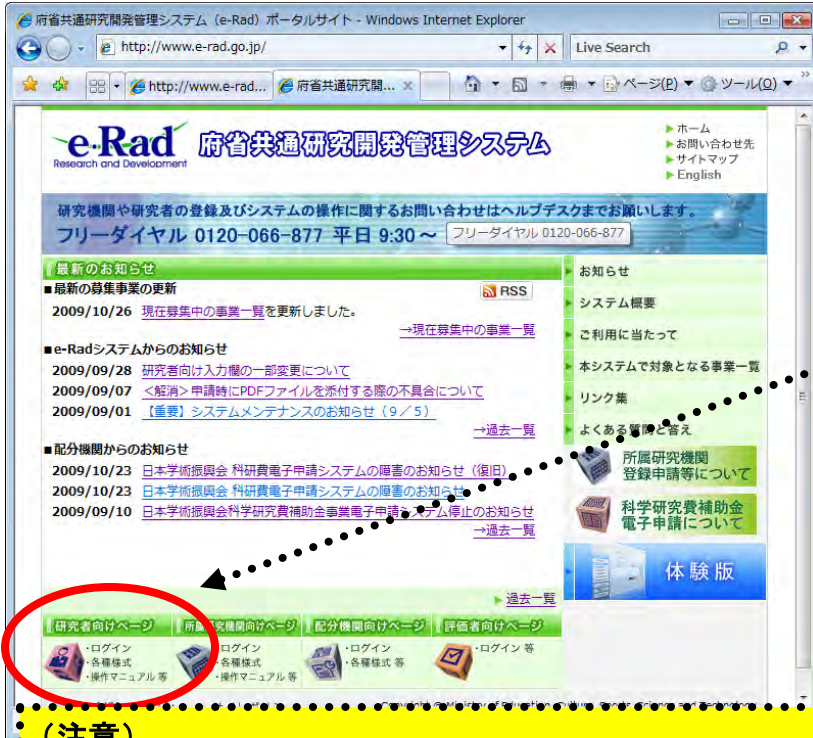 府省共通研究開発管理システム (e-Rad) ポータルサイト - Windows Internet Explorer
http://www.e-rad.go.jp/
Live Search
http://www.e-rad...
府省共通研究開...
ページ(P)
ツール(O)
e-Rad
Research and Development
府省共通研究開発管理システム
ホーム
お問い合わせ先
サイトマップ
English
研究機関や研究者の登録及びシステムの操作に関するお問い合わせはヘルプデスクまでお願いします。
フリーダイヤル 0120-066-877 平日 9:30～
フリーダイヤル 0120-066-877
最新のお知らせ
■最新の募集事業の更新
RSS
2009/10/26 現在募集中の事業一覧を更新しました。
→現在募集中の事業一覧
■e-Radシステムからのお知らせ
2009/09/28 研究者向け入力欄の一部変更について
2009/09/07 <解消>申請時にPDFファイルを添付する際の不具合について
2009/09/01 【重要】システムメンテナンスのお知らせ（９／５）
→過去一覧
■配分機関からのお知らせ
2009/10/23 日本学術振興会 科研費電子申請システムの障害のお知らせ（復旧）
2009/10/23 日本学術振興会 科研費電子申請システムの障害のお知らせ
2009/09/10 日本学術振興会科学研究費補助金事業電子申請システム停止のお知らせ
→過去一覧
お知らせ
システム概要
ご利用に当たって
本システムで対象となる事業一覧
リンク集
よくある質問と答え
所属研究機関
登録申請等について
科学研究費補助金
電子申請について
体験版
過去一覧
研究者向けページ
・ログイン
・各種様式
・操作マニュアル 等
所属研究機関向けページ
・ログイン
・各種様式
・操作マニュアル 等
配分機関向けページ
・ログイン
・各種様式 等
評価者向けページ
・ログイン 等
(注意)